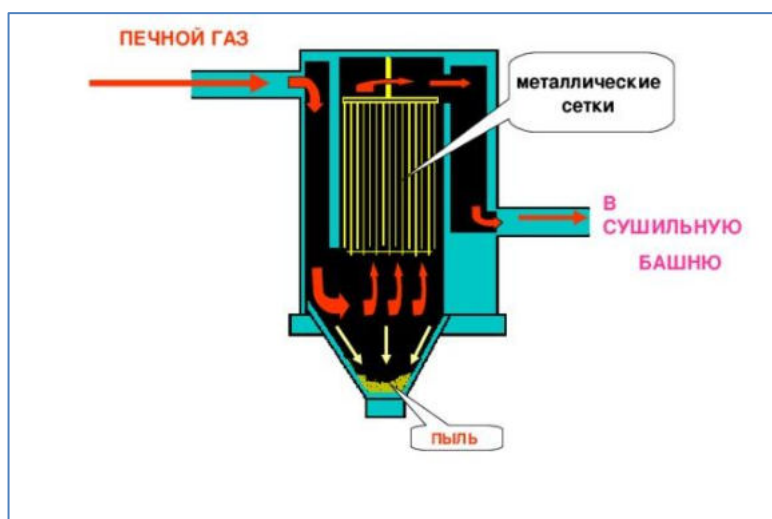 ПЕЧНОЙ ГАЗ
металлические
сетки
В
СУШИЛЬНУЮ
БАШНЮ
ПЫЛЬ